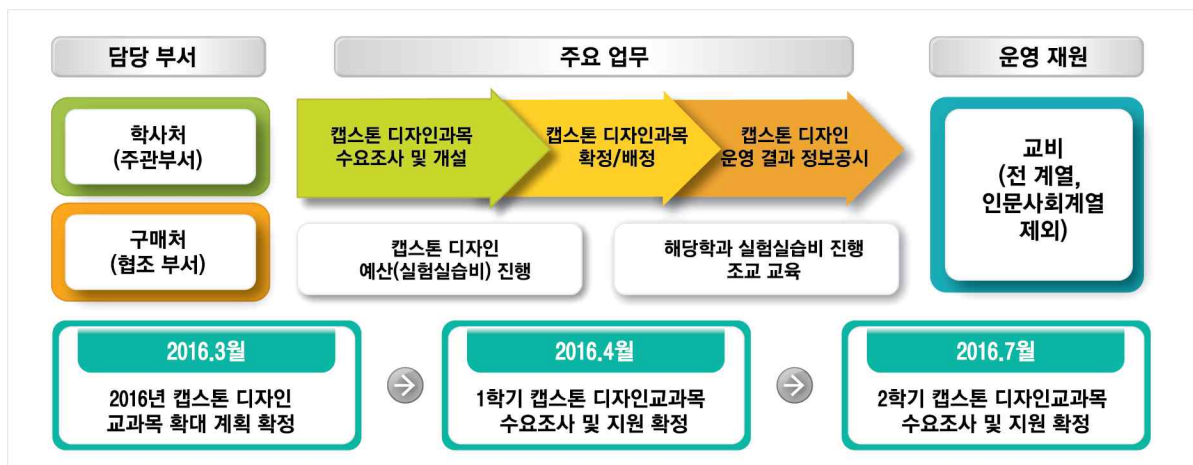 담당 부서
주요 업무
운영 재원
학사처
(주관부서)
캡스톤 디자인과목
수요조사 및 개설
캡스톤 디자인과목
확정/배정
캡스톤 디자인
운영 결과 정보공시
교비
(전 계열,
인문사회계열
제외)
구매처
(협조 부서)
캡스톤 디자인
예산(실험실습비) 진행
해당학과 실험실습비 진행
조교 교육
2016.3월
2016년 캡스톤 디자인
교과목 확대 계획 확정
2016.4월
1학기 캡스톤 디자인교과목
수요조사 및 지원 확정
2016.7월
2학기 캡스톤 디자인교과목
수요조사 및 지원 확정